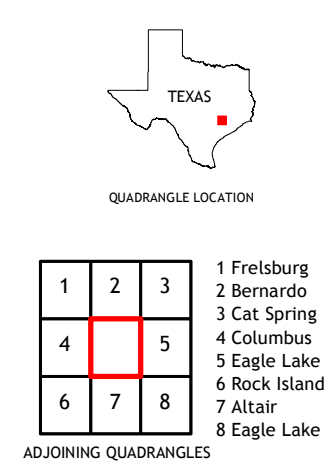 TEXAS
QUADRANGLE LOCATION
1 2 3
4 5
6 7 8
1 Frelsburg
2 Bernardo
3 Cat Spring
4 Columbus
5 Eagle Lake
6 Rock Island
7 Altair
8 Eagle Lake
ADJOINING QUADRANGLES